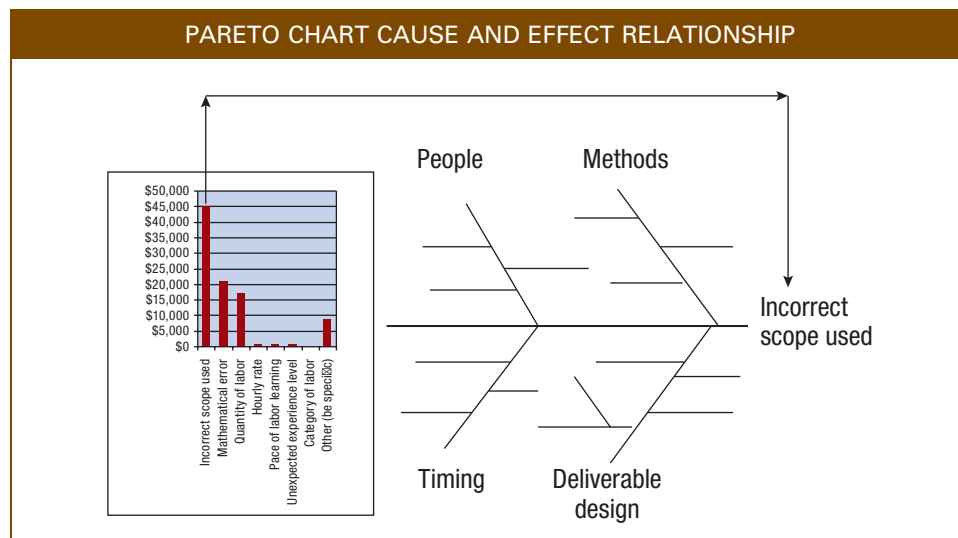 PARETO CHART CAUSE AND EFFECT RELATIONSHIP
People
Methods
$50,000
$45,000
$40,000
$35,000
$30,000
$25,000
$20,000
$15,000
$10,000
$5,000
$0
Incorrect scope used
Mathematical error
Quantity of labor
Hourly rate
Pace of labor learning
Unexpected experience level
Category of labor
Other (be speci☒c)
Incorrect
scope used
Timing
Deliverable
design